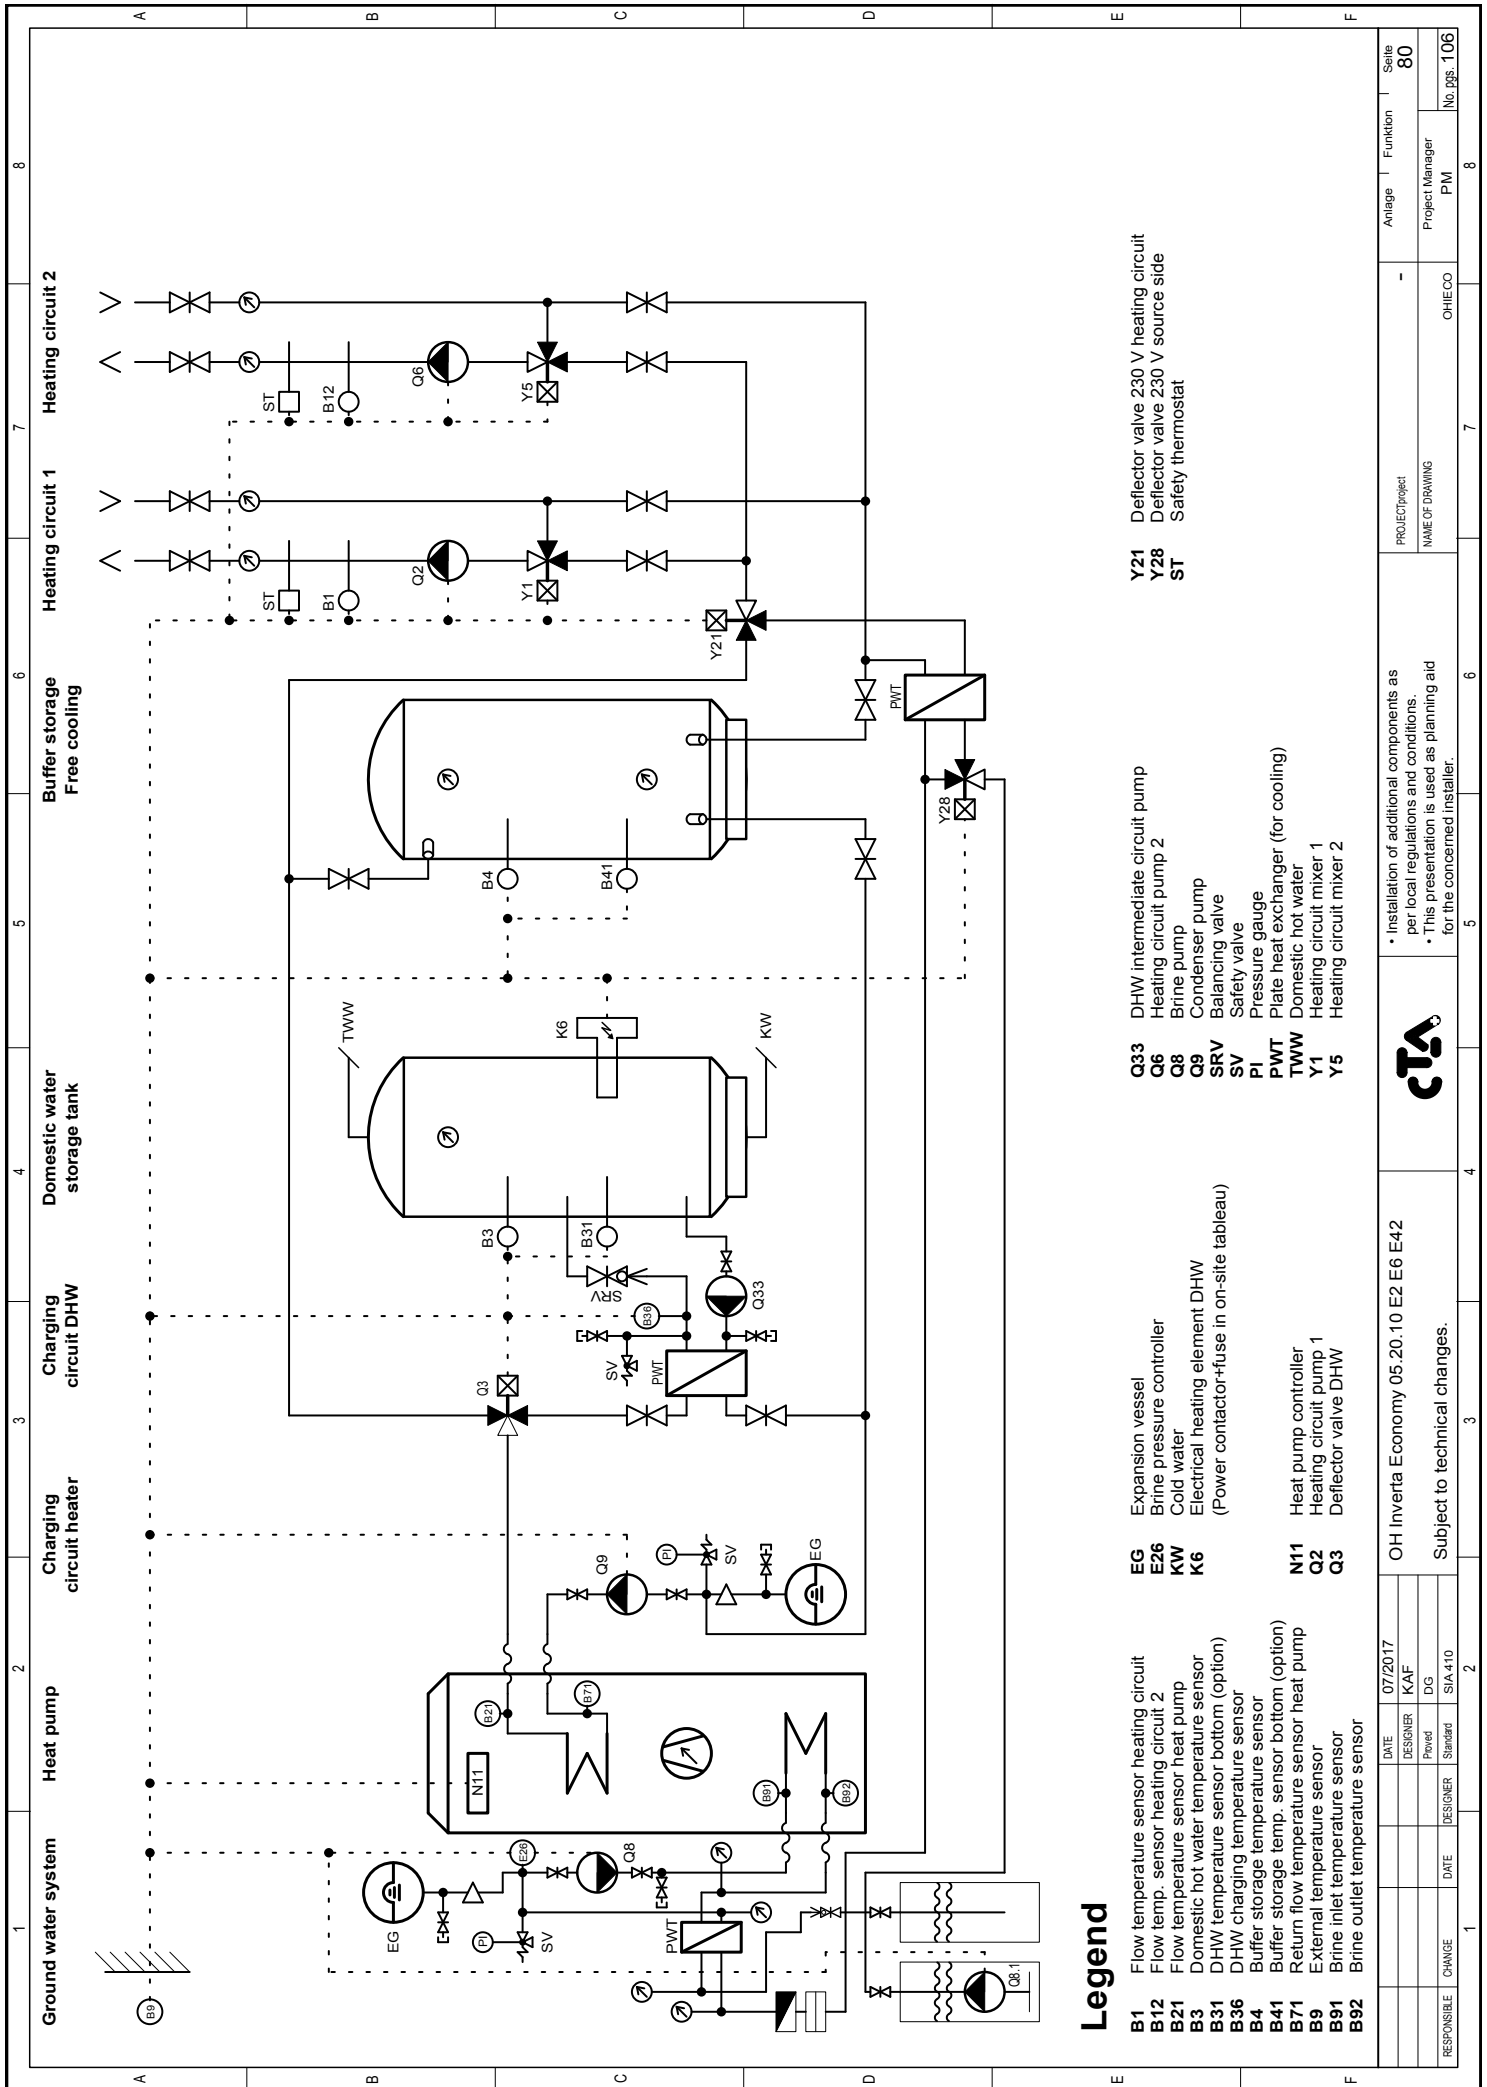 1 2 3 4 5 6 7 8
A
B
C
D
E
F
A
B
C
D
E
F
Ground water system
Heat pump
Charging
circuit heater
Charging
circuit DHW
Domestic water
storage tank
Buffer storage
Free cooling
Heating circuit 1
Heating circuit 2
B9
EG
PI
SV
E26
Q8
PWT
Q8.1
N11
B21
B71
B91
B92
Q9
PI
SV
EG
Q3
SV
PWT
B36
SRV
Q33
B3
B31
TWW
K6
KW
B4
B41
Y28
PWT
Y21
ST
B1
Q2
Y1
ST
B12
Q6
Y5
Legend
B1 Flow temperature sensor heating circuit
B12 Flow temp. sensor heating circuit 2
B21 Flow temperature sensor heat pump
B3 Domestic hot water temperature sensor
B31 DHW temperature sensor bottom (option)
B36 DHW charging temperature sensor
B4 Buffer storage temperature sensor
B41 Buffer storage temp. sensor bottom (option)
B71 Return flow temperature sensor heat pump
B9 External temperature sensor
B91 Brine inlet temperature sensor
B92 Brine outlet temperature sensor
EG Expansion vessel
E26 Brine pressure controller
KW Cold water
K6 Electrical heating element DHW
(Power contactor+fuse in on-site tableau)
N11 Heat pump controller
Q2 Heating circuit pump 1
Q3 Deflector valve DHW
Q33 DHW intermediate circuit pump
Q6 Heating circuit pump 2
Q8 Brine pump
Q9 Condenser pump
SRV Balancing valve
SV Safety valve
PI Pressure gauge
PWT Plate heat exchanger (for cooling)
TWW Domestic hot water
Y1 Heating circuit mixer 1
Y5 Heating circuit mixer 2
Y21 Deflector valve 230 V heating circuit
Y28 Deflector valve 230 V source side
ST Safety thermostat
RESPONSIBLE CHANGE DATE DESIGNER
DATE 07/2017
DESIGNER KAF
Proved DG
Standard SIA 410
OH Inverta Economy 05.20.10 E2 E6 E42
Subject to technical changes.
CTA
• Installation of additional components as
per local regulations and conditions.
• This presentation is used as planning aid
for the concerned installer.
PROJECTproject -
NAME OF DRAWING
OHIECO
Anlage Funktion Seite
80
Project Manager
PM
No. pgs. 106
1 2 3 4 5 6 7 8